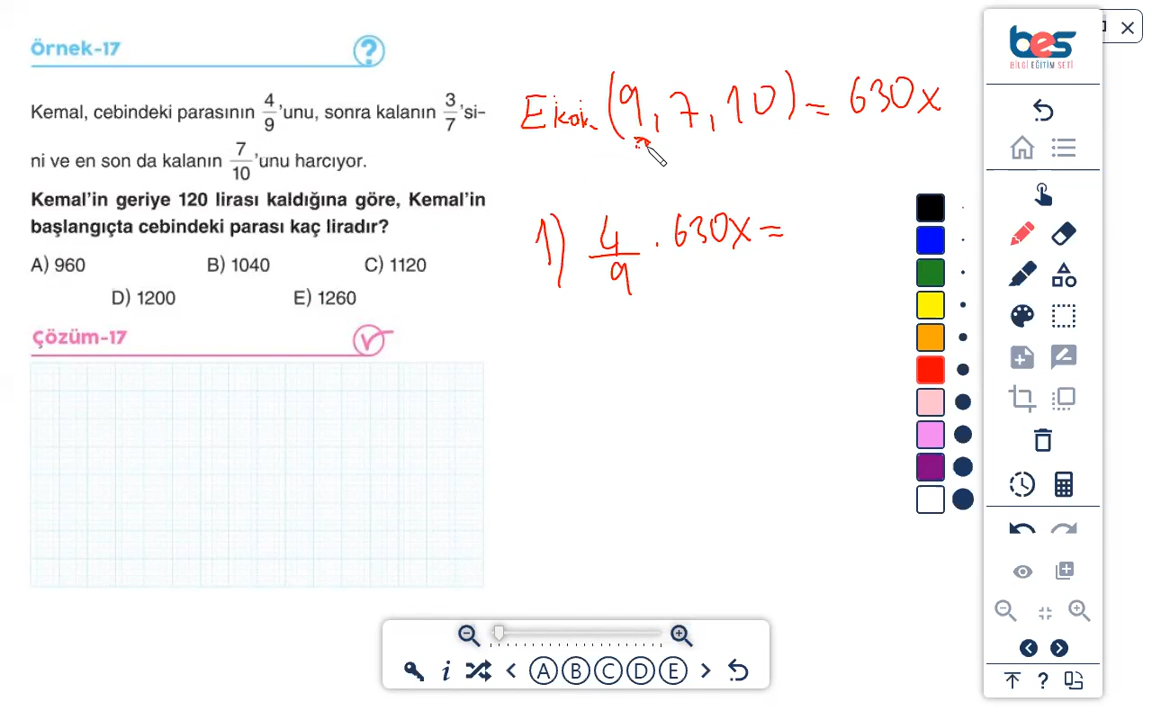 Örnek-17
?
Kemal, cebindeki parasının 4/9'unu, sonra kalanın 3/7'si-
ni ve en son da kalanın 7/10'unu harcıyor.
Kemal'in geriye 120 lirası kaldığına göre, Kemal'in
başlangıçta cebindeki parası kaç liradır?
A) 960 B) 1040 C) 1120
D) 1200 E) 1260
Çözüm-17
Ekok (9, 7, 10) = 630x
1) 4/9 . 630x =
bes
BİLGİ EĞİTİM SETİ
i A B C D E
?